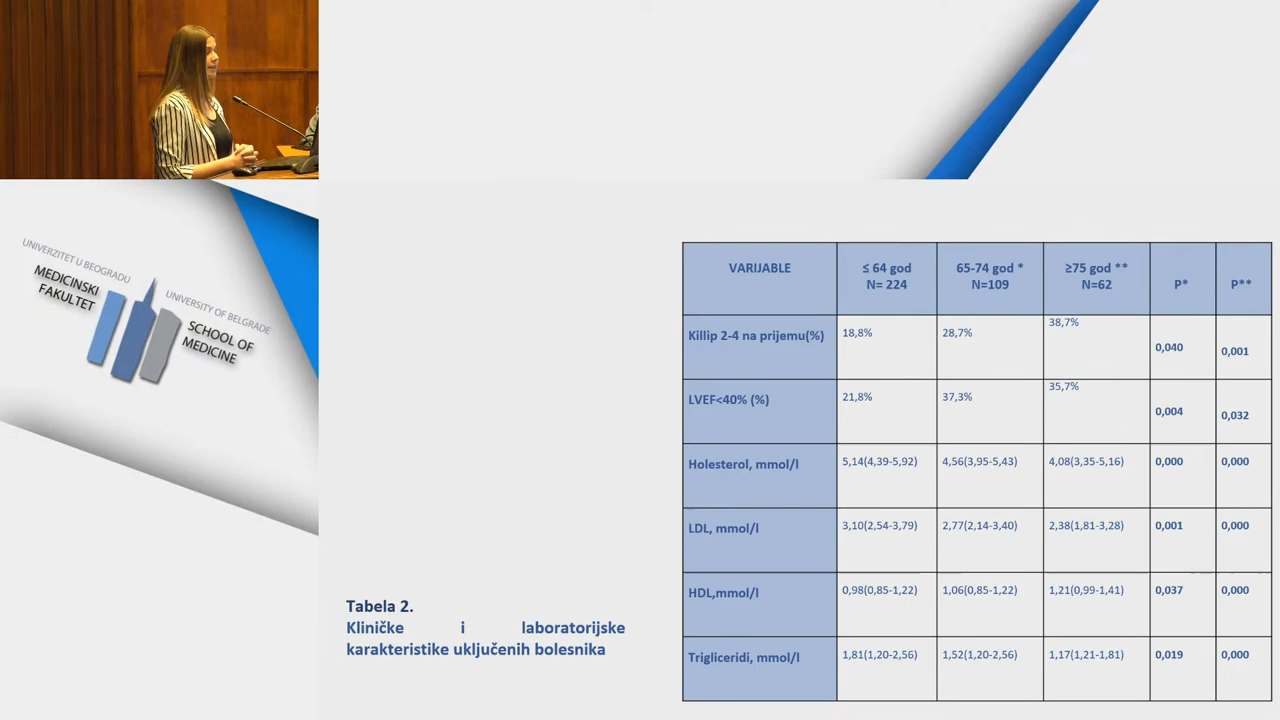 UNIVERZITET U BEOGRADU
MEDICINSKI
FAKULTET
UNIVERSITY OF BELGRADE
SCHOOL OF
MEDICINE
VARIJABLE ≤ 64 god N= 224 65-74 god * N=109 ≥75 god ** N=62 P* P**
Killip 2-4 na prijemu(%) 18,8% 28,7% 38,7% 0,040 0,001
LVEF<40% (%) 21,8% 37,3% 35,7% 0,004 0,032
Holesterol, mmol/l 5,14(4,39-5,92) 4,56(3,95-5,43) 4,08(3,35-5,16) 0,000 0,000
LDL, mmol/l 3,10(2,54-3,79) 2,77(2,14-3,40) 2,38(1,81-3,28) 0,001 0,000
HDL,mmol/l 0,98(0,85-1,22) 1,06(0,85-1,22) 1,21(0,99-1,41) 0,037 0,000
Trigliceridi, mmol/l 1,81(1,20-2,56) 1,52(1,20-2,56) 1,17(1,21-1,81) 0,019 0,000
Tabela 2.
Kliničke i laboratorijske
karakteristike uključenih bolesnika